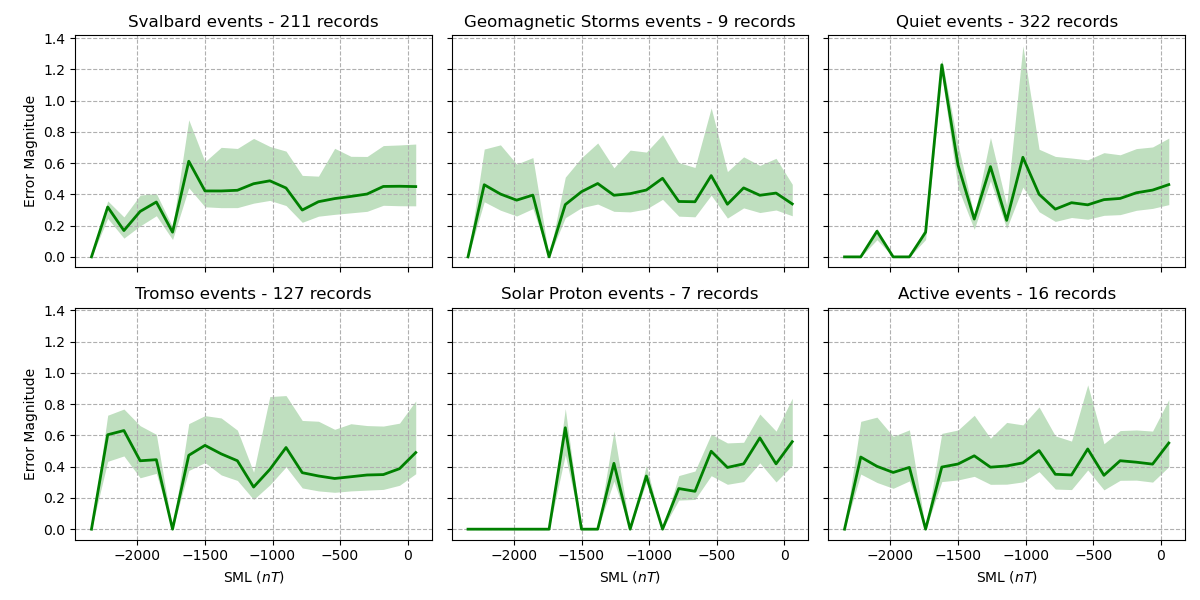 Svalbard events - 211 records
Geomagnetic Storms events - 9 records
Quiet events - 322 records
1.4
1.2
1.0
0.8
0.6
0.4
0.2
0.0
Error Magnitude
Tromso events - 127 records
Solar Proton events - 7 records
Active events - 16 records
1.4
1.2
1.0
0.8
0.6
0.4
0.2
0.0
Error Magnitude
−2000 −1500 −1000 −500 0
−2000 −1500 −1000 −500 0
−2000 −1500 −1000 −500 0
SML (nT)
SML (nT)
SML (nT)